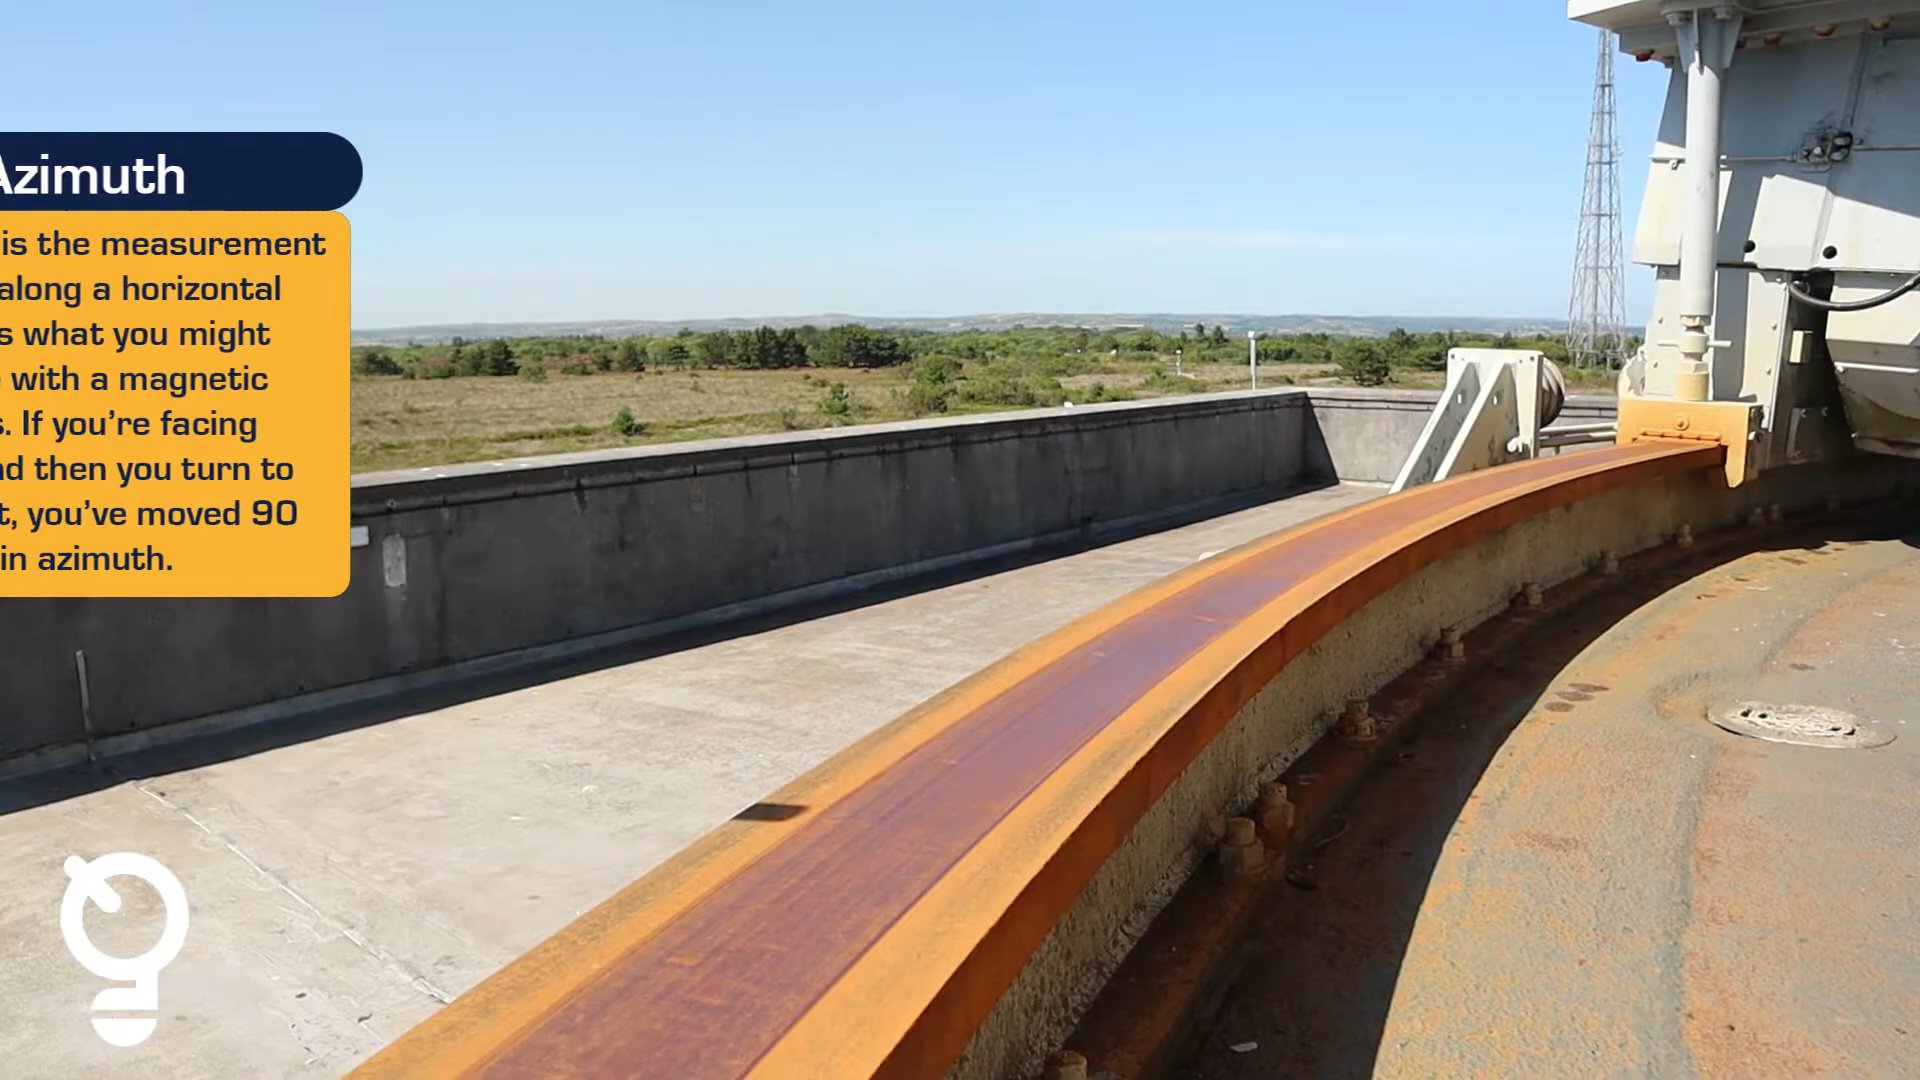 Azimuth
is the measurement
along a horizontal
what you might
with a magnetic
If you're facing
then you turn to
you've moved 90
in azimuth.